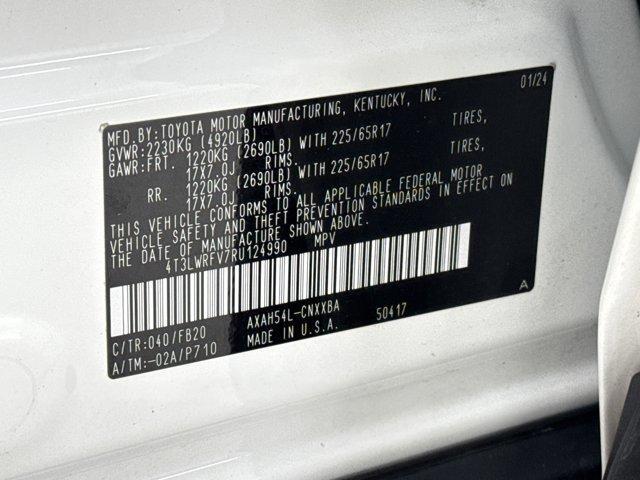 01/24
MFD.BY:TOYOTA MOTOR MANUFACTURING, KENTUCKY, INC.
GVWR:2230KG (4920LB)
GAWR:FRT. 1220KG (2690LB) WITH 225/65R17 TIRES,
17X7.0J RIMS.
RR. 1220KG (2690LB) WITH 225/65R17 TIRES,
17X7.0J RIMS.
THIS VEHICLE CONFORMS TO ALL APPLICABLE FEDERAL MOTOR
VEHICLE SAFETY AND THEFT PREVENTION STANDARDS IN EFFECT ON
THE DATE OF MANUFACTURE SHOWN ABOVE.
4T3LWRFV7RU124990 MPV
C/TR:040/FB20 AXAH54L-CNXXBA 50417 A
A/TM:-02A/P710 MADE IN U.S.A.